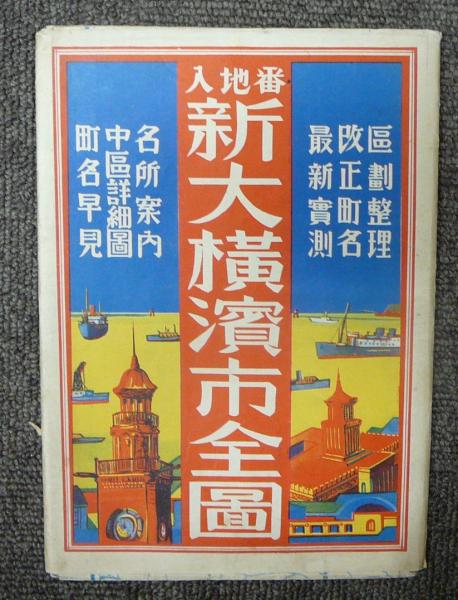 入地番
新大横濱市全圖
區劃整理
改正町名
最新實測
名所案内
中區詳細圖
町名早見